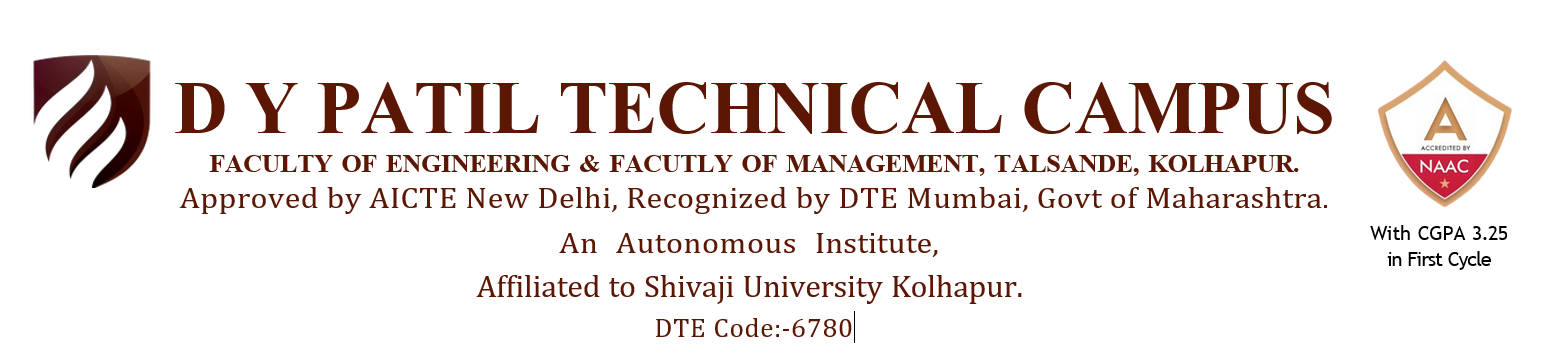 D Y PATIL TECHNICAL CAMPUS
FACULTY OF ENGINEERING & FACUTLY OF MANAGEMENT, TALSANDE, KOLHAPUR.
Approved by AICTE New Delhi, Recognized by DTE Mumbai, Govt of Maharashtra.
An Autonomous Institute,
Affiliated to Shivaji University Kolhapur.
DTE Code:-6780
A
ACCREDITED BY
NAAC
With CGPA 3.25
in First Cycle